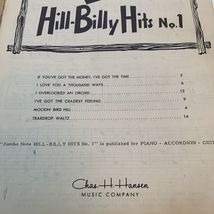 Hill-Billy Hits No. 1
IF YOU'VE GOT THE MONEY, I'VE GOT THE TIME 2
I LOVE YOU A THOUSAND WAYS 6
I OVERLOOKED AN ORCHID 12
I'VE GOT THE CRAZIEST FEELING 9
MOCKIN' BIRD HILL 4
TEARDROP WALTZ 14
"Jumbo Note HILL-BILLY HITS No. 1" is published for PIANO - ACCORDION - GUIT
Chas. H. Hansen
MUSIC COMPANY